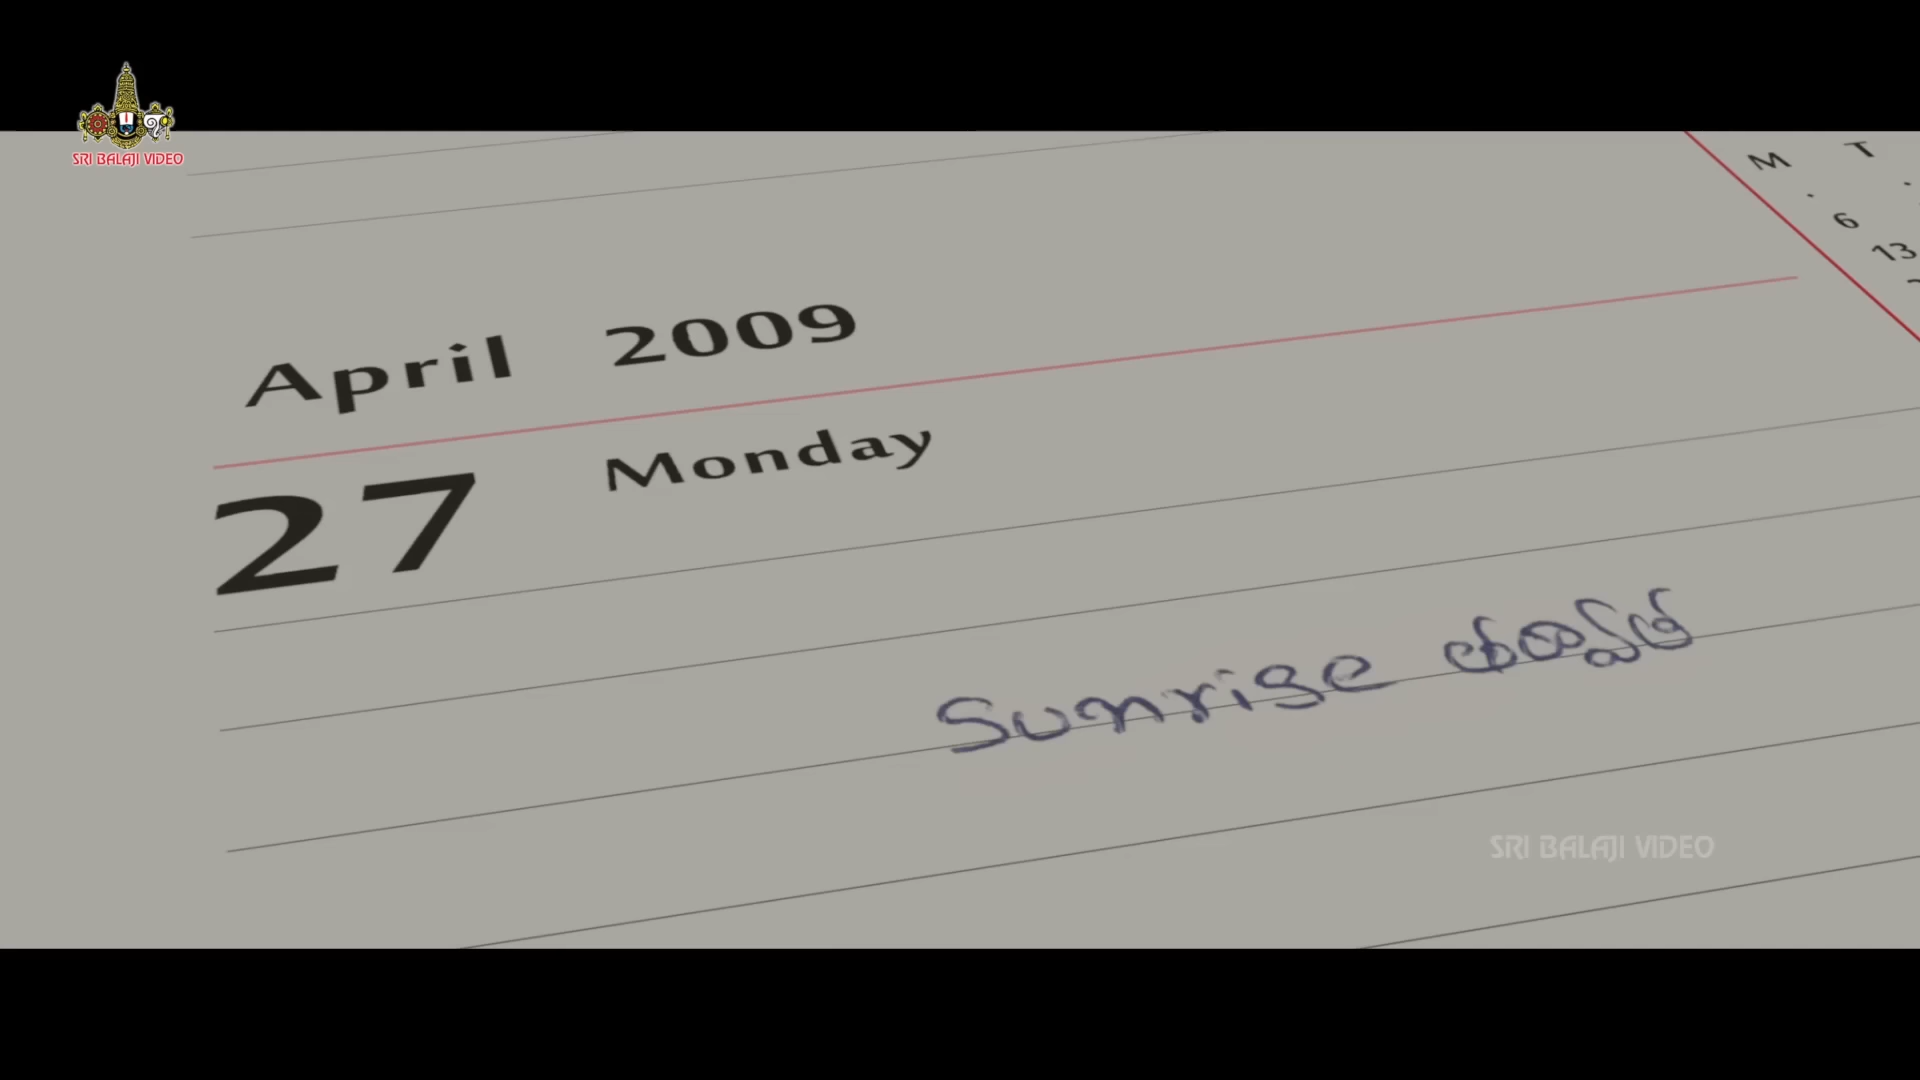 SRI BALAJI VIDEO
M T
6
13
April 2009
27 Monday
Sunrise
SRI BALAJI VIDEO